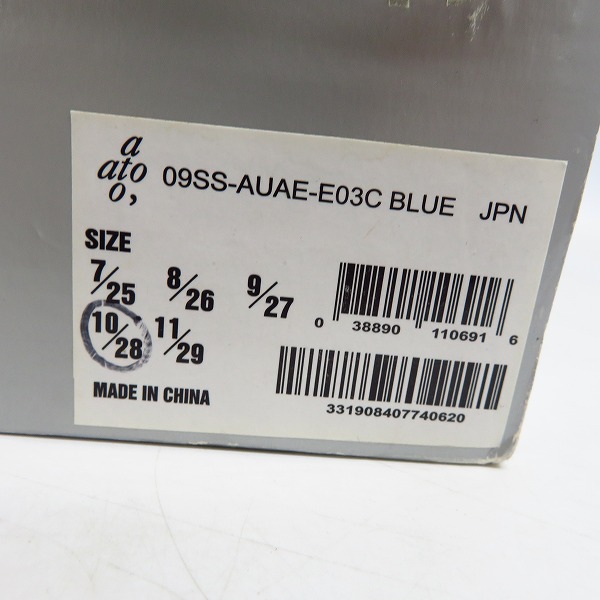 a
ato
o,
09SS-AUAE-E03C BLUE JPN
SIZE
7/25 8/26 9/27
10/28 11/29
MADE IN CHINA
0 38890 110691 6
331908407740620